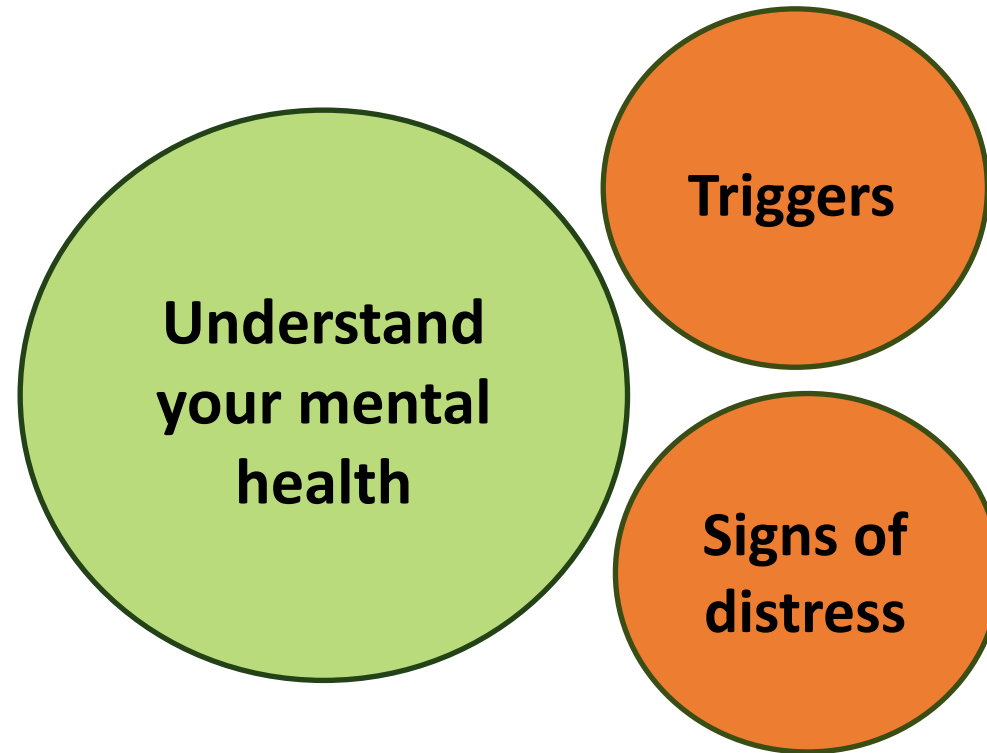 Understand
your mental
health
Triggers
Signs of
distress